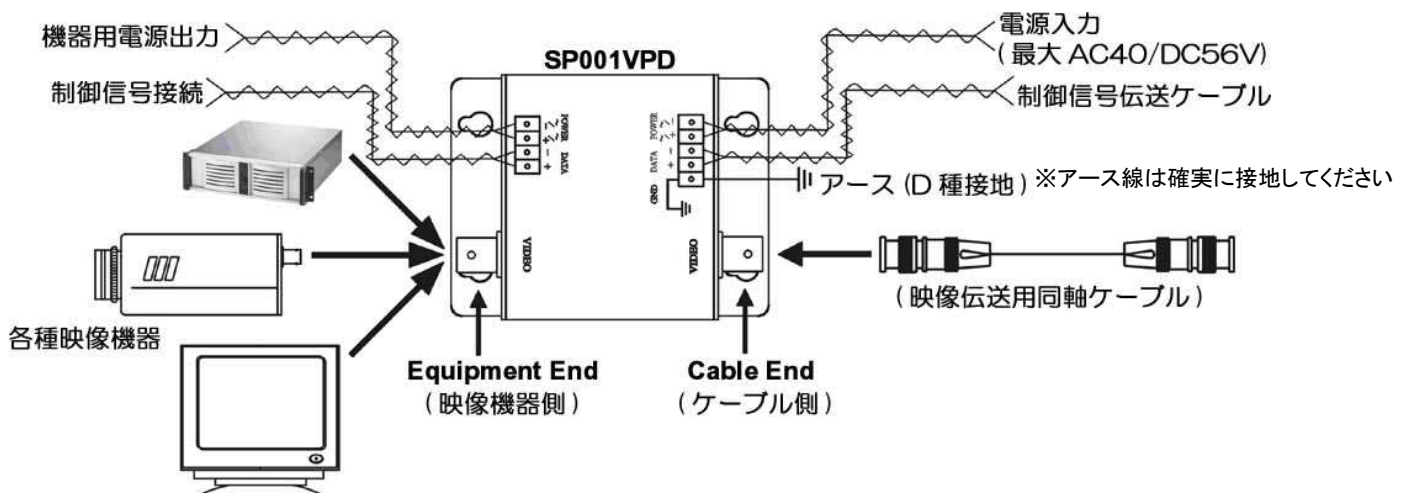 機器用電源出力
制御信号接続
SP001VPD
電源入力
(最大 AC40/DC56V)
制御信号伝送ケーブル
POWER
DATA
- +
POWER
DATA
+ -
GND
アース (D 種接地) ※アース線は確実に接地してください
VIDEO
OEDIA
(映像伝送用同軸ケーブル)
各種映像機器
Equipment End
(映像機器側)
Cable End
(ケーブル側)